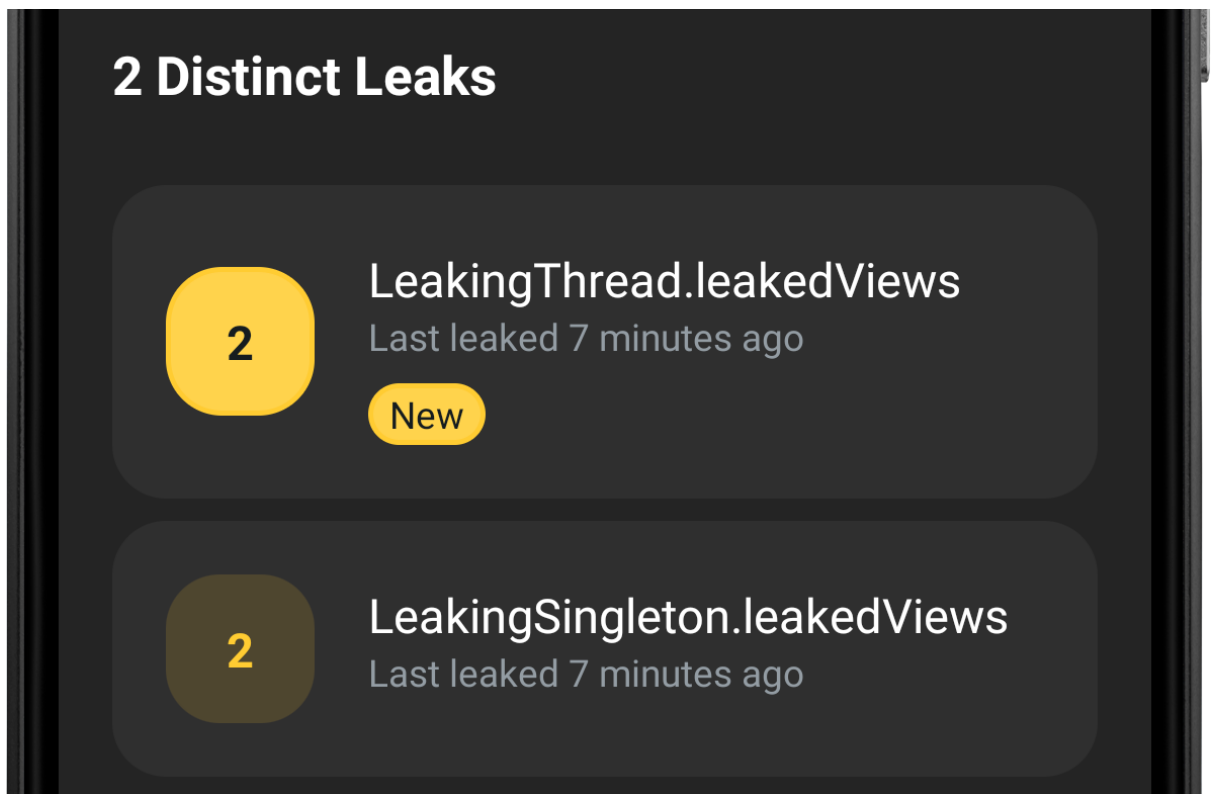 2 Distinct Leaks
2
LeakingThread.leakedViews
Last leaked 7 minutes ago
New
2
LeakingSingleton.leakedViews
Last leaked 7 minutes ago